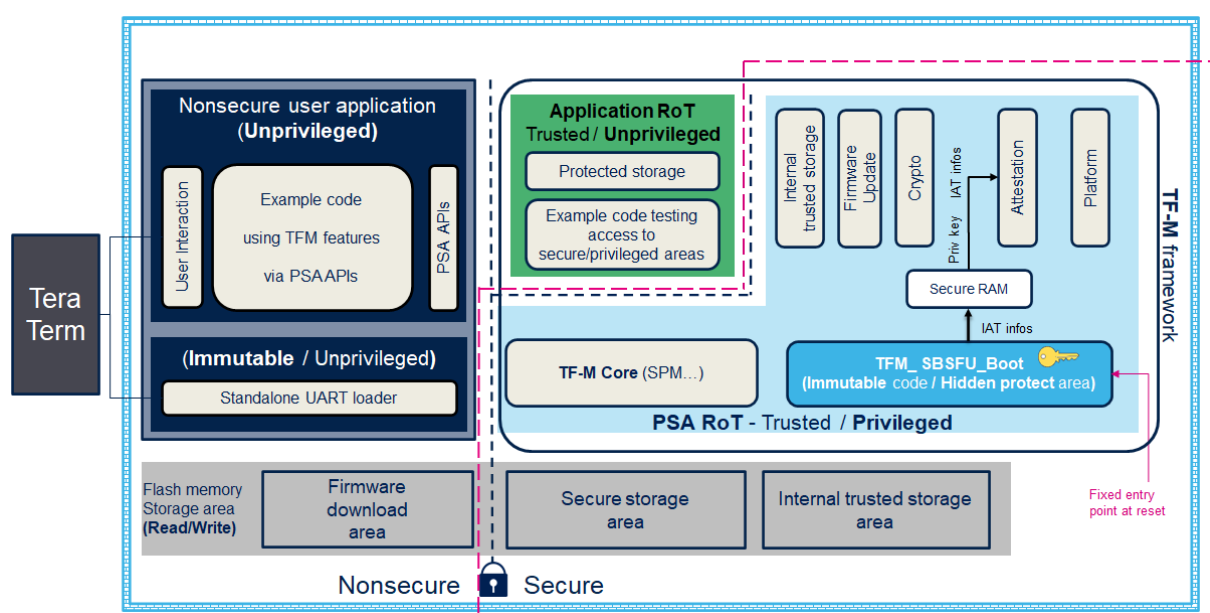 Nonsecure user application
(Unprivileged)
User Interaction
Example code
using TFM features
via PSA APIs
PSA APIs
Tera
Term
(Immutable / Unprivileged)
Standalone UART loader
Application RoT
Trusted / Unprivileged
Protected storage
Example code testing
access to
secure/privileged areas
Internal
trusted storage
Firmware
Update
Crypto
Priv key IAT infos
Attestation
Platform
TF-M framework
Secure RAM
IAT infos
TF-M Core (SPM…)
TFM_ SBSFU_Boot
(Immutable code / Hidden protect area)
PSA RoT - Trusted / Privileged
Flash memory
Storage area
(Read/Write)
Firmware
download
area
Secure storage
area
Internal trusted storage
area
Fixed entry
point at reset
Nonsecure
Secure